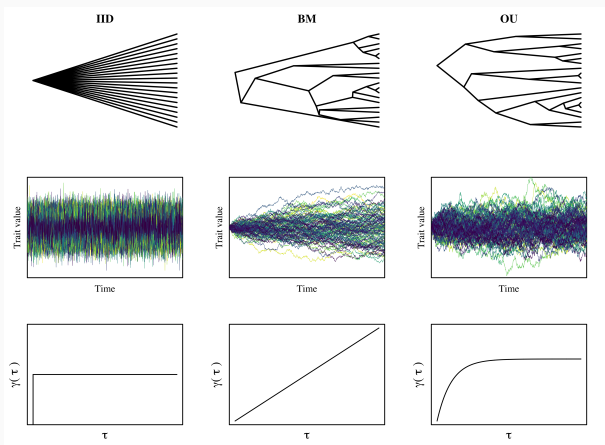 IID
BM
OU
Trait value
Time
Trait value
Time
Trait value
Time
γ( τ )
τ
γ( τ )
τ
γ( τ )
τ